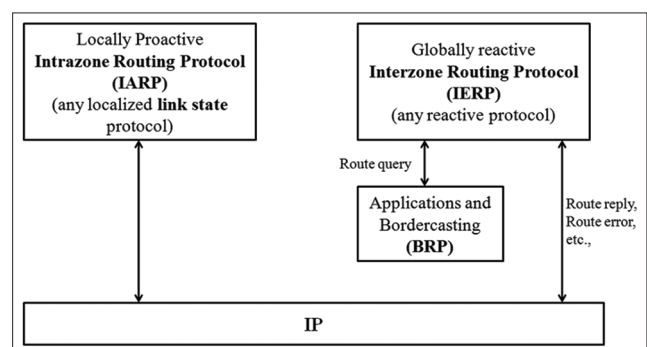 Locally Proactive
Intrazone Routing Protocol
(IARP)
(any localized link state
protocol)
Globally reactive
Interzone Routing Protocol
(IERP)
(any reactive protocol)
Route query
Applications and
Bordercasting
(BRP)
Route reply,
Route error,
etc.,
IP